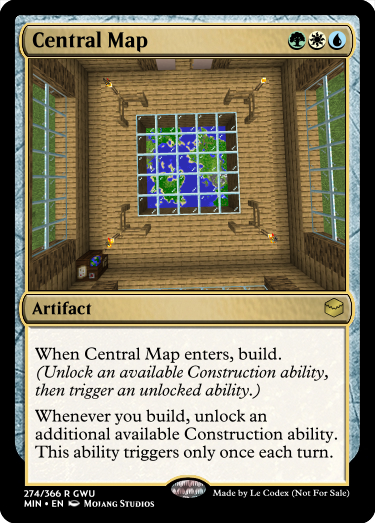 Central Map
Artifact
When Central Map enters, build.
(Unlock an available Construction ability,
then trigger an unlocked ability.)
Whenever you build, unlock an
additional available Construction ability.
This ability triggers only once each turn.
274/366 R GWU
MIN • EN Mojang Studios
Made by Le Codex (Not For Sale)